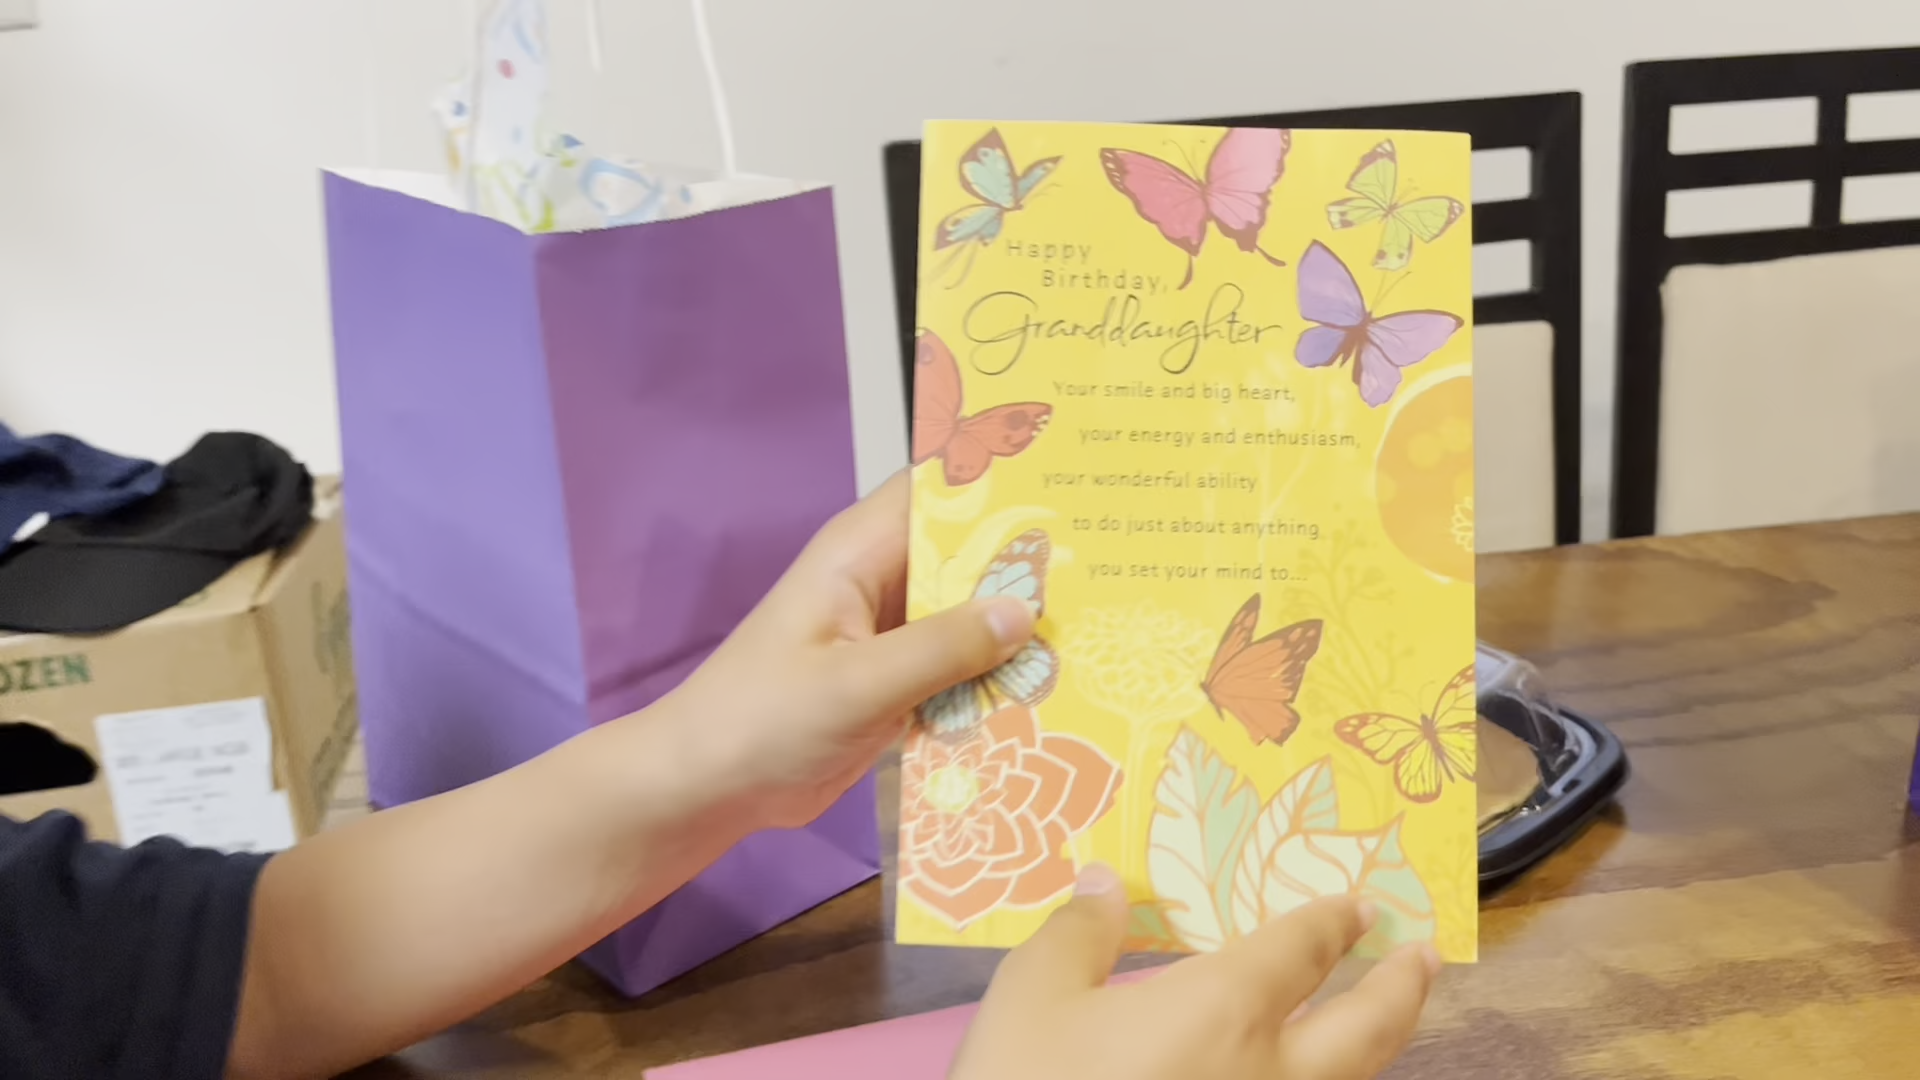 Happy
Birthday,
Granddaughter
Your smile and big heart,
your energy and enthusiasm,
your wonderful ability
to do just about anything
you set your mind to...
OZEN